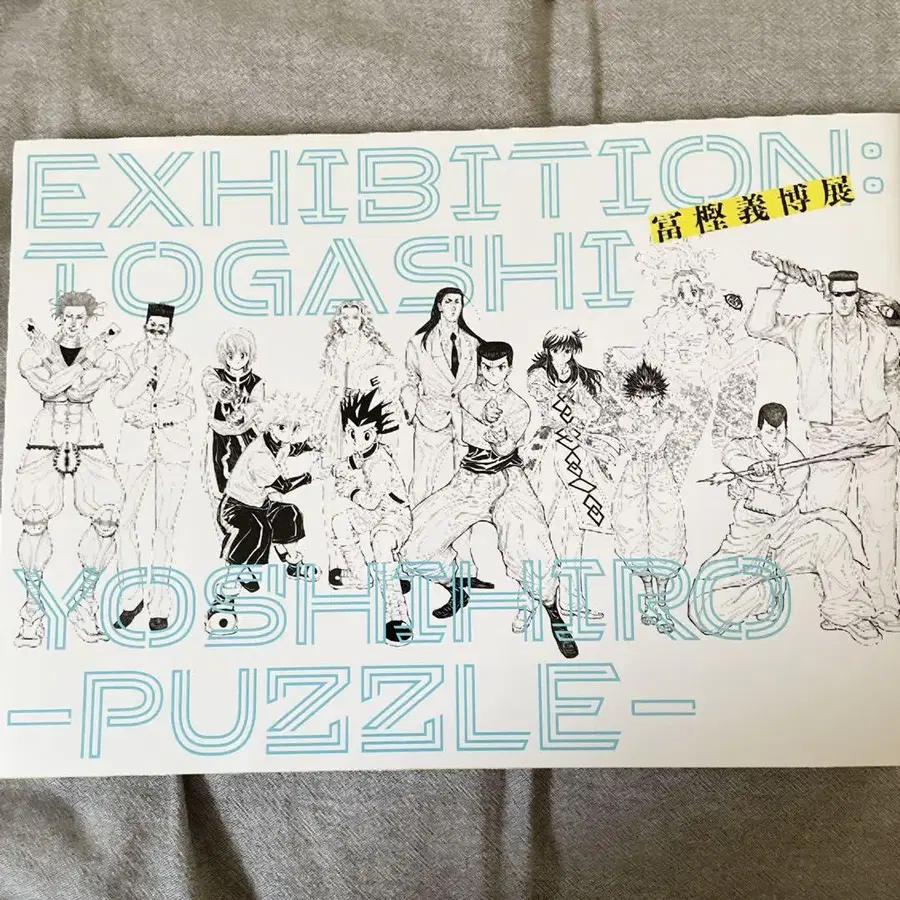 EXHIBITION:
冨樫義博展
TOGASHI
YOSHIHIRO
-PUZZLE-